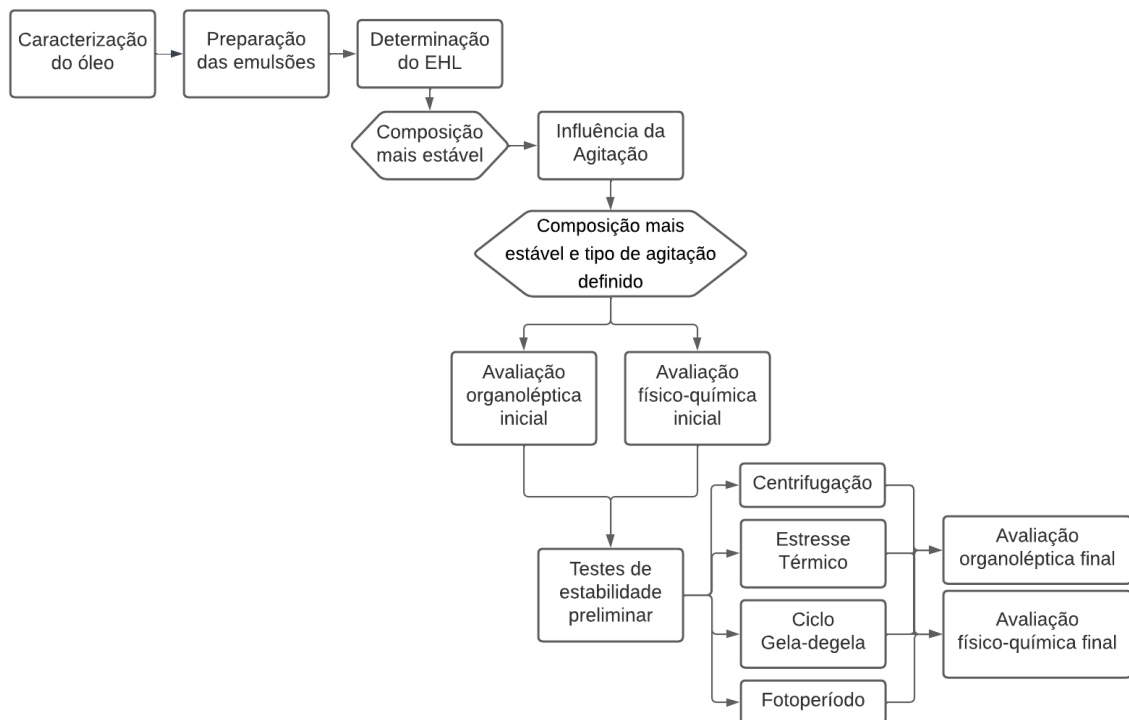 Caracterização
do óleo
Preparação
das emulsões
Determinação
do EHL
Composição
mais estável
Influência da
Agitação
Composição mais
estável e tipo de agitação
definido
Avaliação
organoléptica
inicial
Avaliação
físico-química
inicial
Testes de
estabilidade
preliminar
Centrifugação
Estresse
Térmico
Ciclo
Gela-degela
Fotoperíodo
Avaliação
organoléptica final
Avaliação
físico-química final